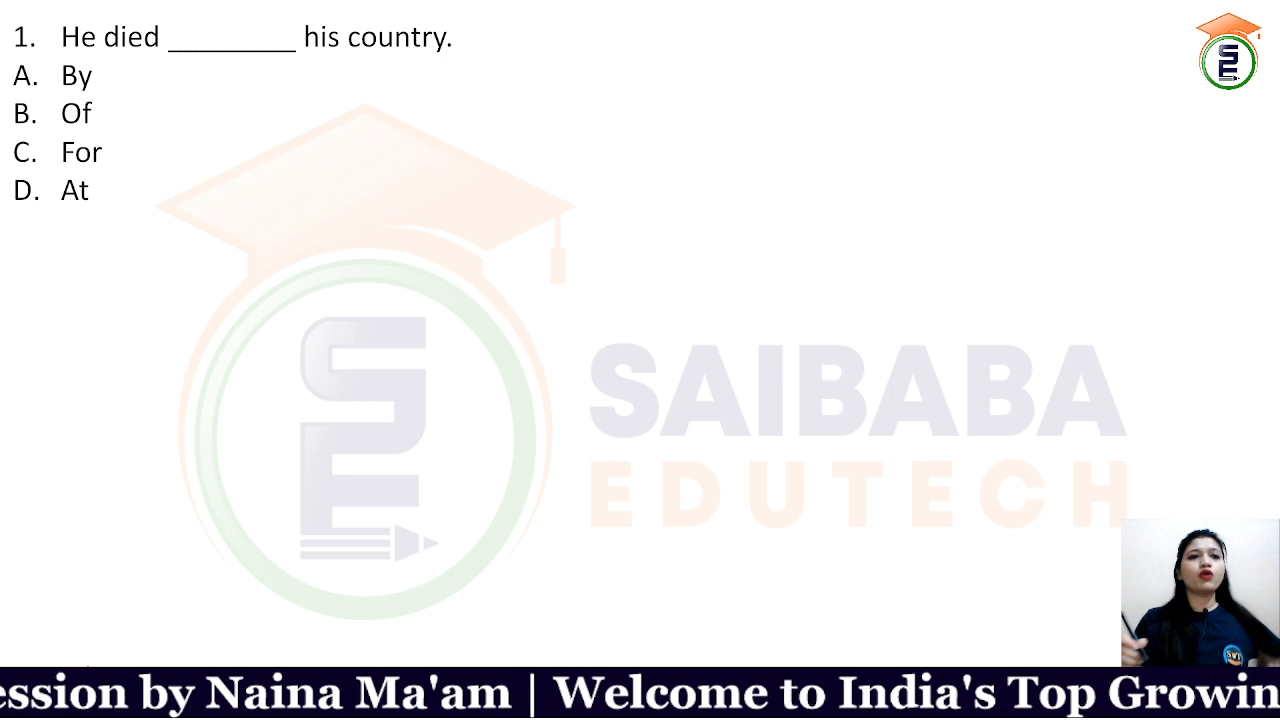 1. He died _________ his country.
A. By
B. Of
C. For
D. At
SAIBABA
EDUTECH
ession by Naina Ma'am | Welcome to India's Top Growin